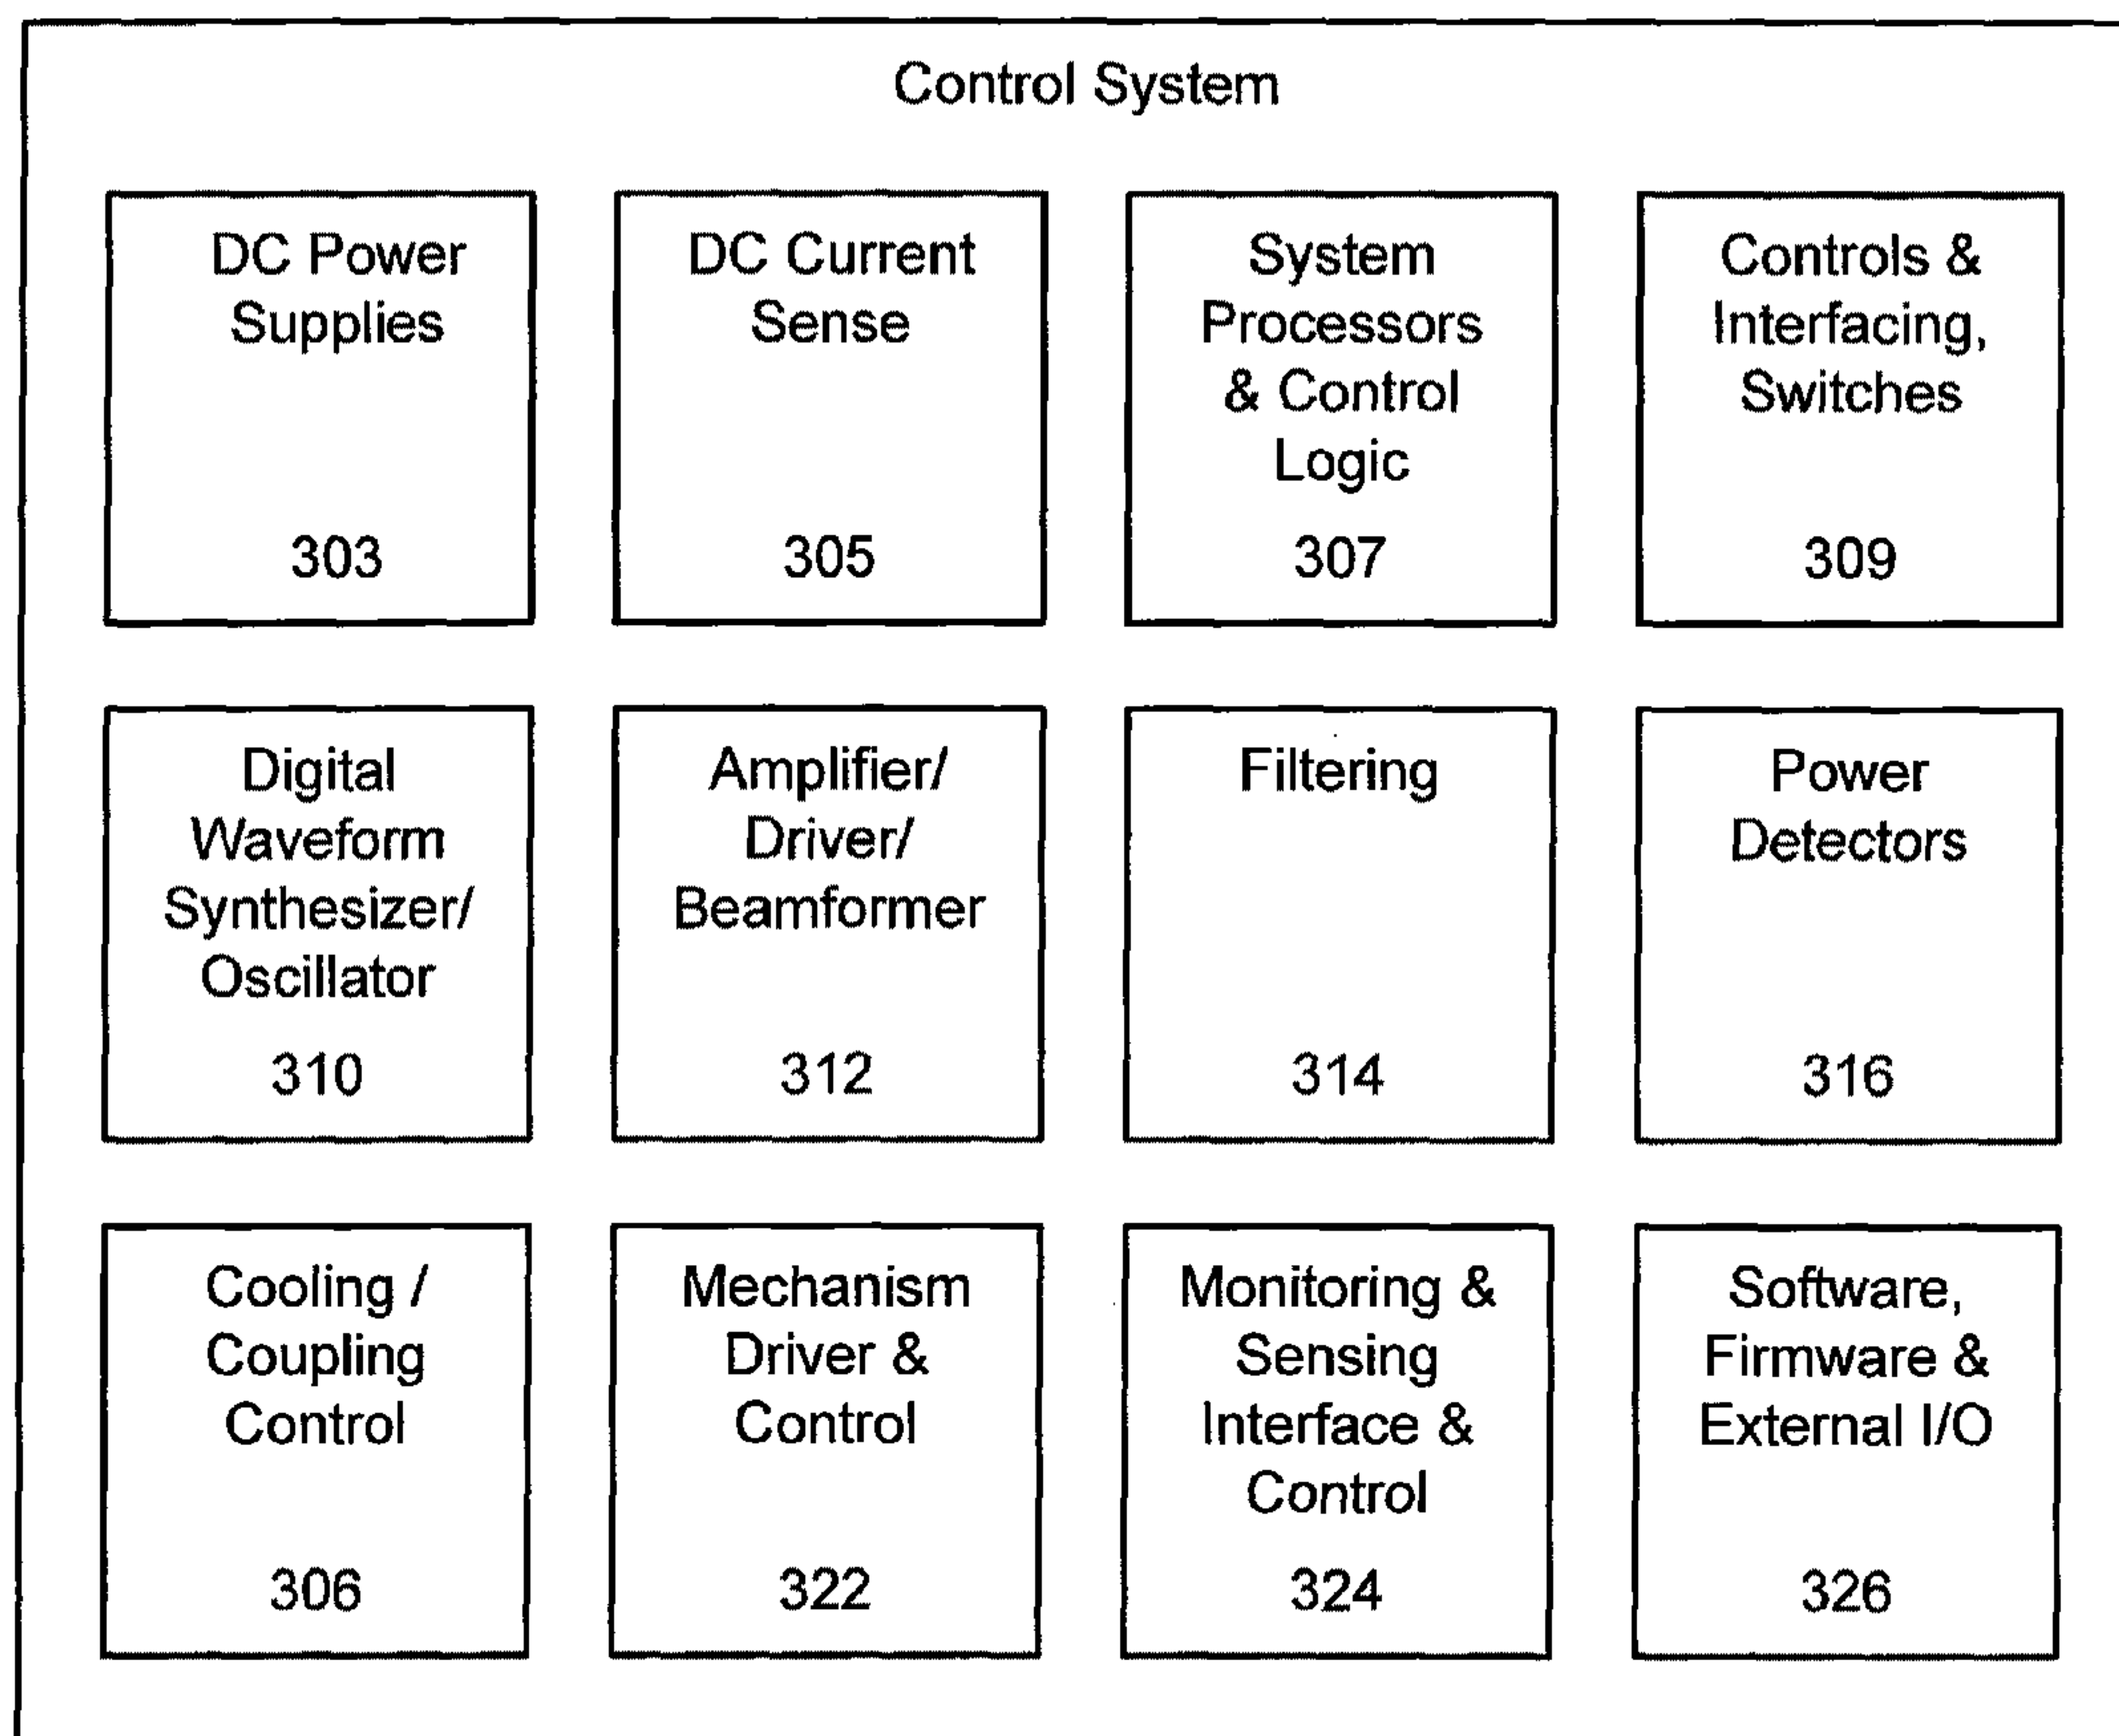 Control System
DC Power
Supplies
303
DC Current
Sense
305
System
Processors
& Control
Logic
307
Controls &
Interfacing,
Switches
309
Digital
Waveform
Synthesizer/
Oscillator
310
Amplifier/
Driver/
Beamformer
312
Filtering
314
Power
Detectors
316
Cooling /
Coupling
Control
306
Mechanism
Driver &
Control
322
Monitoring &
Sensing
Interface &
Control
324
Software,
Firmware &
External I/O
326